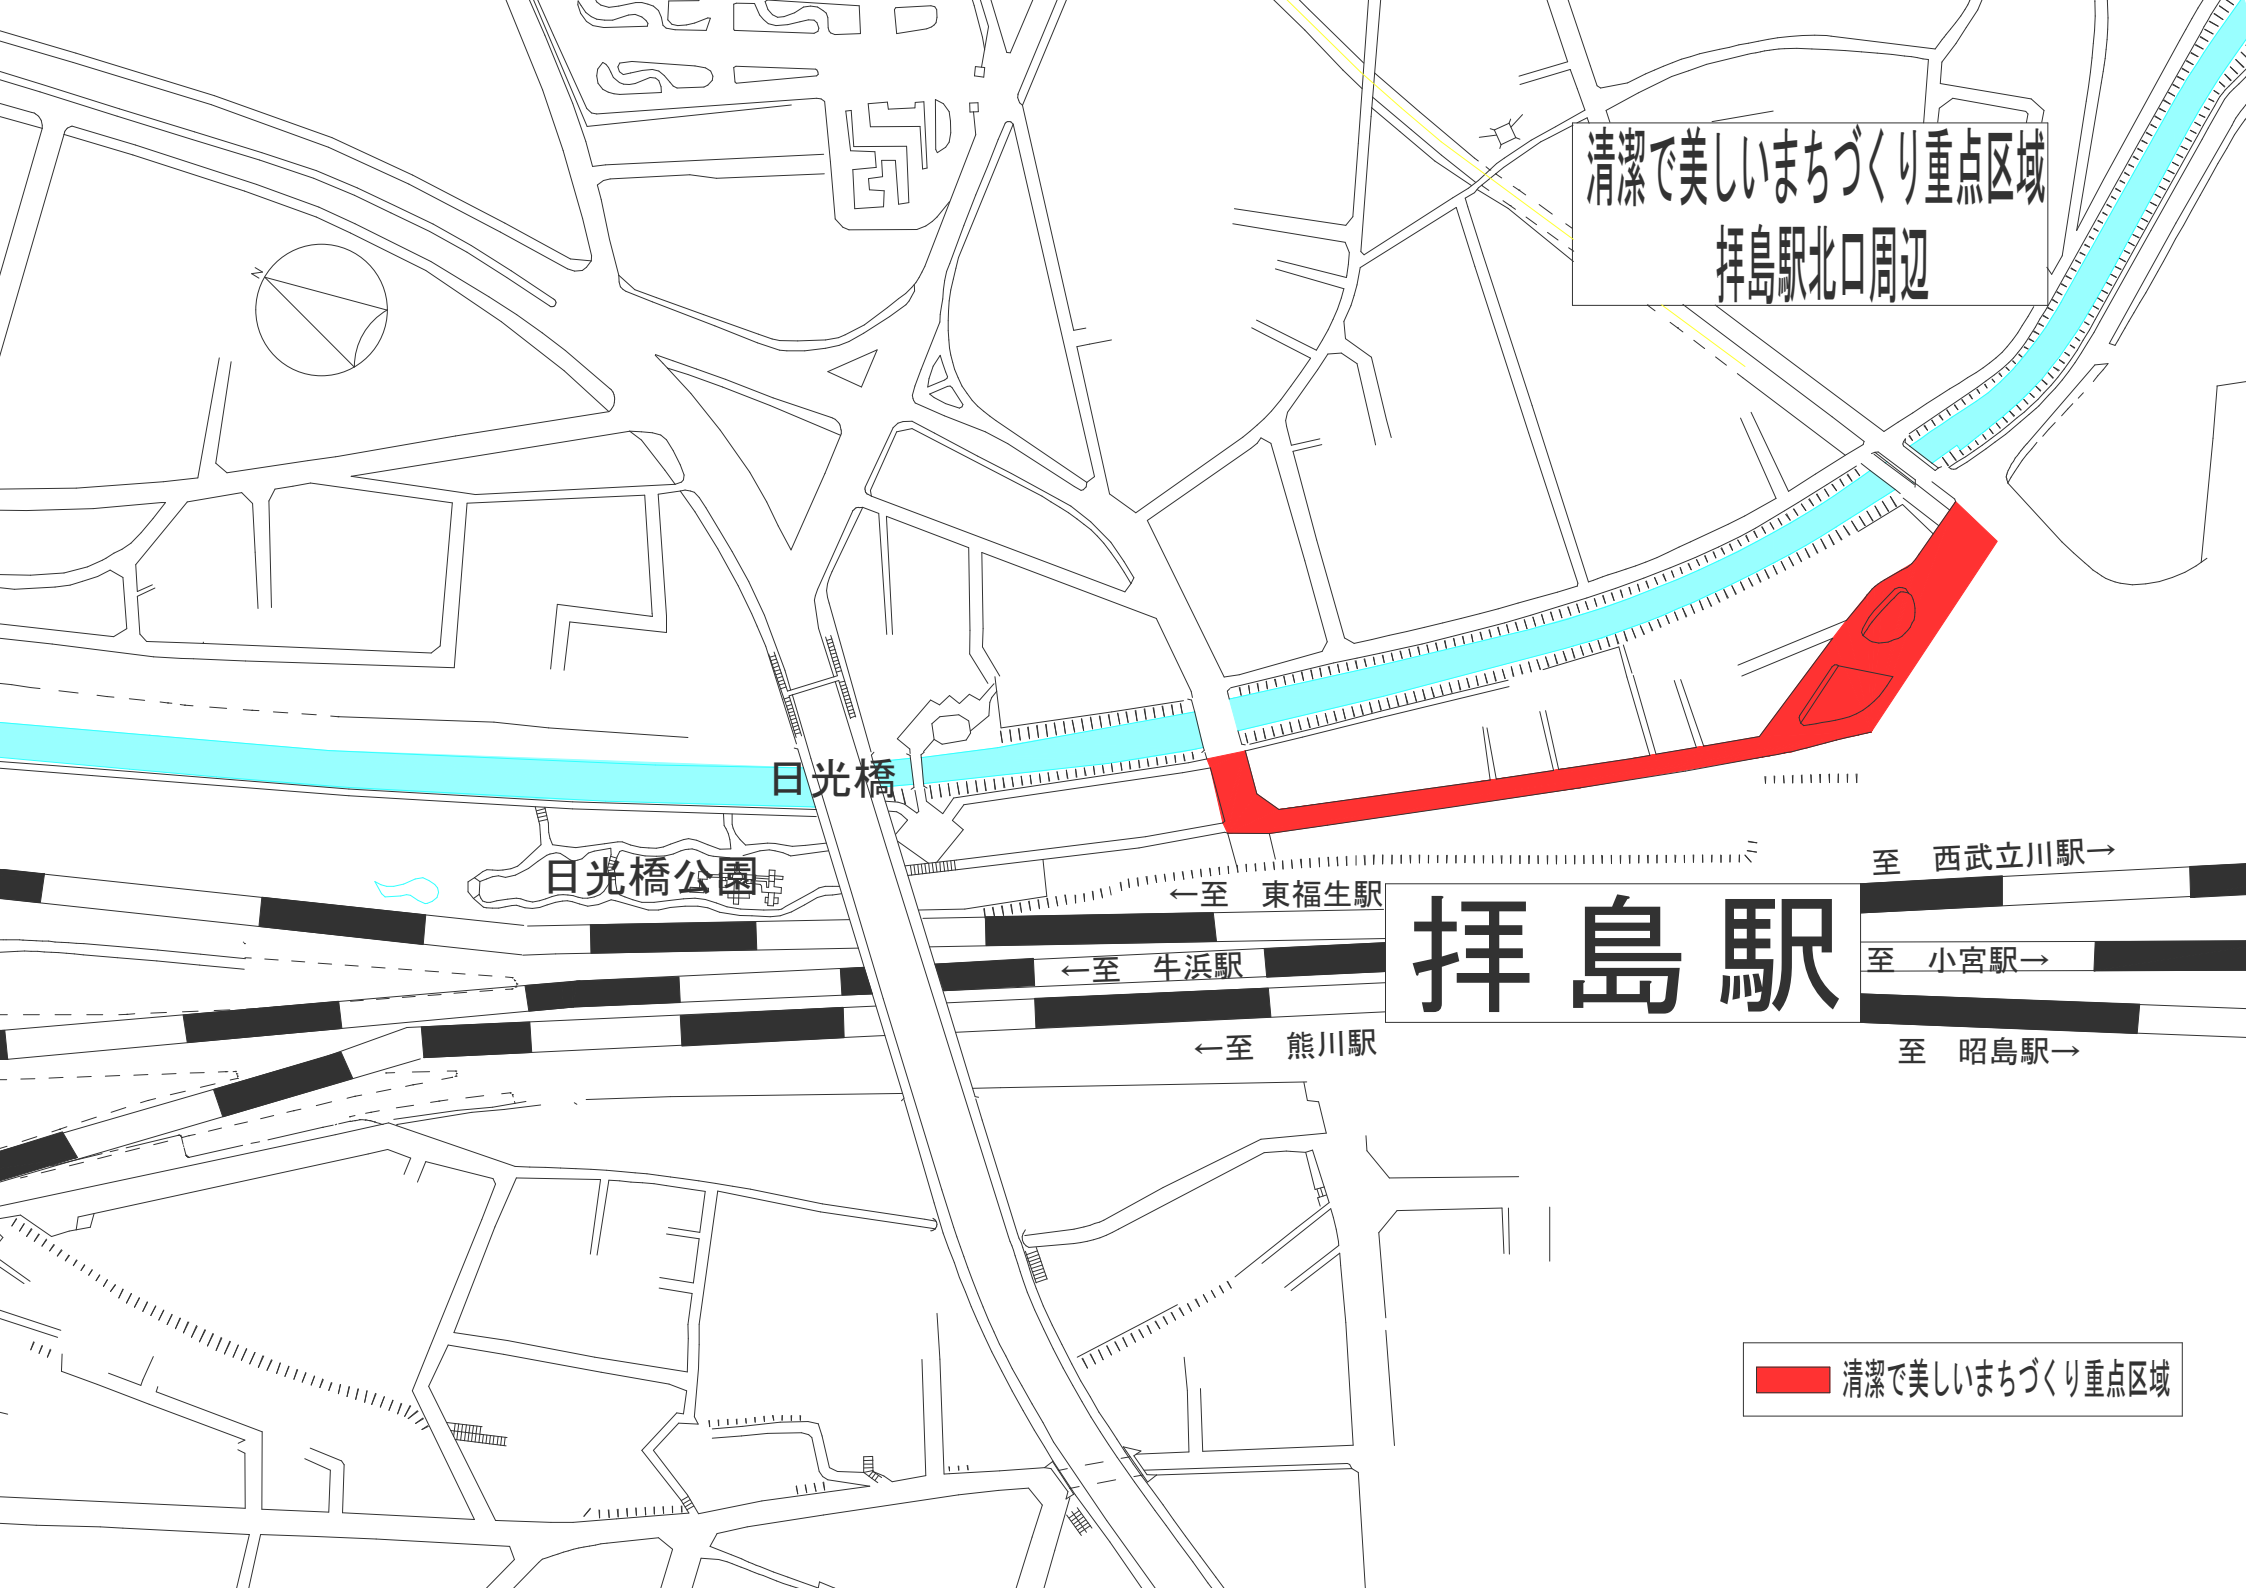 清潔で美しいまちづくり重点区域
拝島駅北口周辺
N
日光橋
日光橋公園
至　西武立川駅→
←至　東福生駅
拝島駅
←至　牛浜駅
至　小宮駅→
←至　熊川駅
至　昭島駅→
清潔で美しいまちづくり重点区域